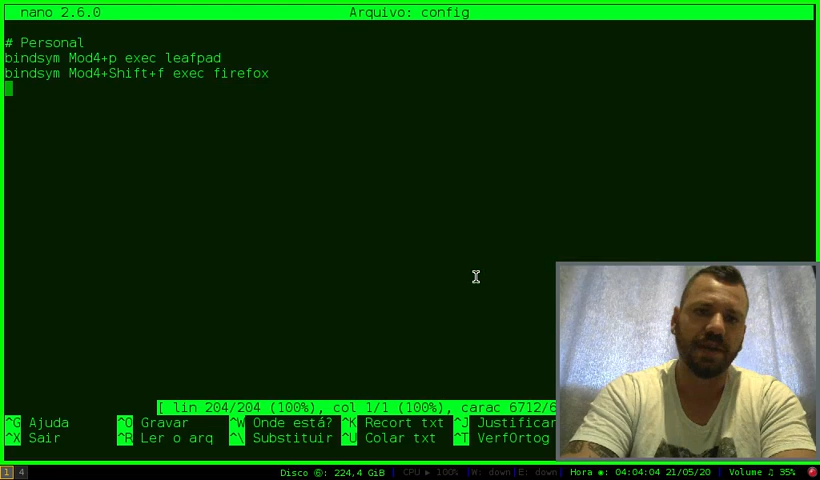 nano 2.6.0 Arquivo: config
# Personal
bindsym Mod4+p exec leafpad
bindsym Mod4+Shift+f exec firefox
[ lin 204/204 (100%), col 1/1 (100%), carac 6712/6
^G Ajuda ^O Gravar ^W Onde está? ^K Recort txt ^J Justificar
^X Sair ^R Ler o arq ^\ Substituir ^U Colar txt ^T VerfOrtog
1 4 Disco ⑥: 224,4 GiB | CPU ▶ 100% |W: down|E: down| Hora ◉: 04:04:04 21/05/20 | Volume ♫ 35%